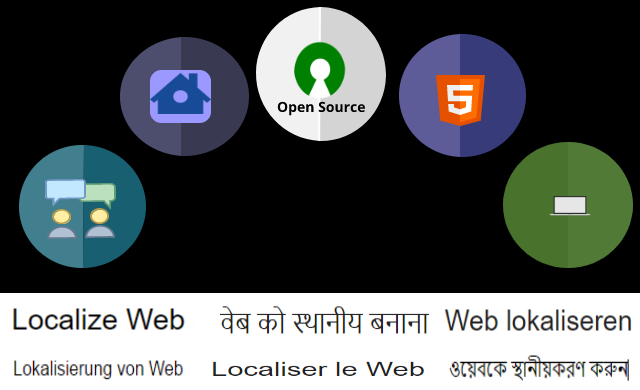 Open Source
5
Localize Web
वेब को स्थानीय बनाना
Web lokaliseren
Lokalisierung von Web
Localiser le Web
ওয়েবকে স্থানীয়করণ করুন